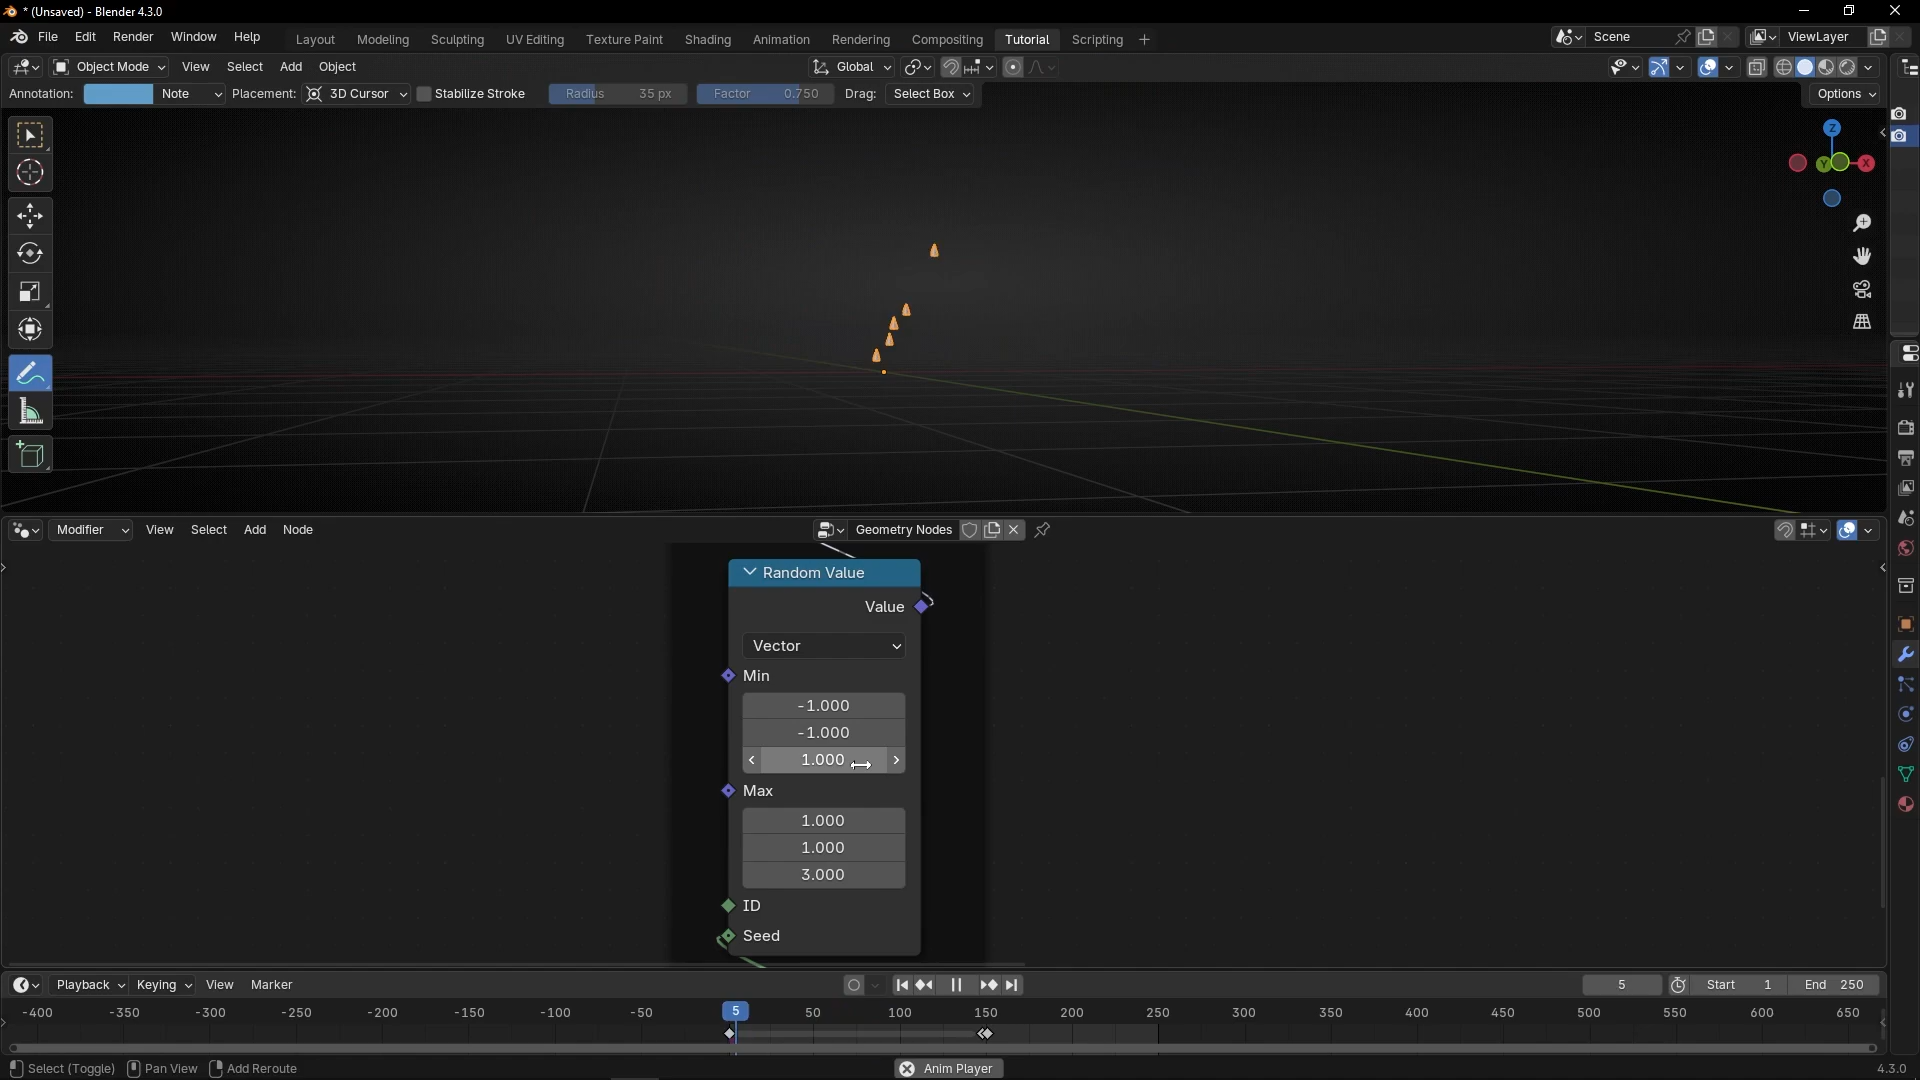 * (Unsaved) - Blender 4.3.0
File Edit Render Window Help Layout Modeling Sculpting UV Editing Texture Paint Shading Animation Rendering Compositing Tutorial Scripting + Scene ViewLayer
Object Mode View Select Add Object Global Options
Annotation: Note Placement: 3D Cursor Stabilize Stroke Radius 35 px Factor 0.750 Drag: Select Box
Z
Y X
Modifier View Select Add Node Geometry Nodes
Random Value
Value
Vector
Min
-1.000
-1.000
1.000
Max
1.000
1.000
3.000
ID
Seed
Playback Keying View Marker 5 Start 1 End 250
-400 -350 -300 -250 -200 -150 -100 -50 5 50 100 150 200 250 300 350 400 450 500 550 600 650
Select (Toggle) Pan View Add Reroute Anim Player 4.3.0